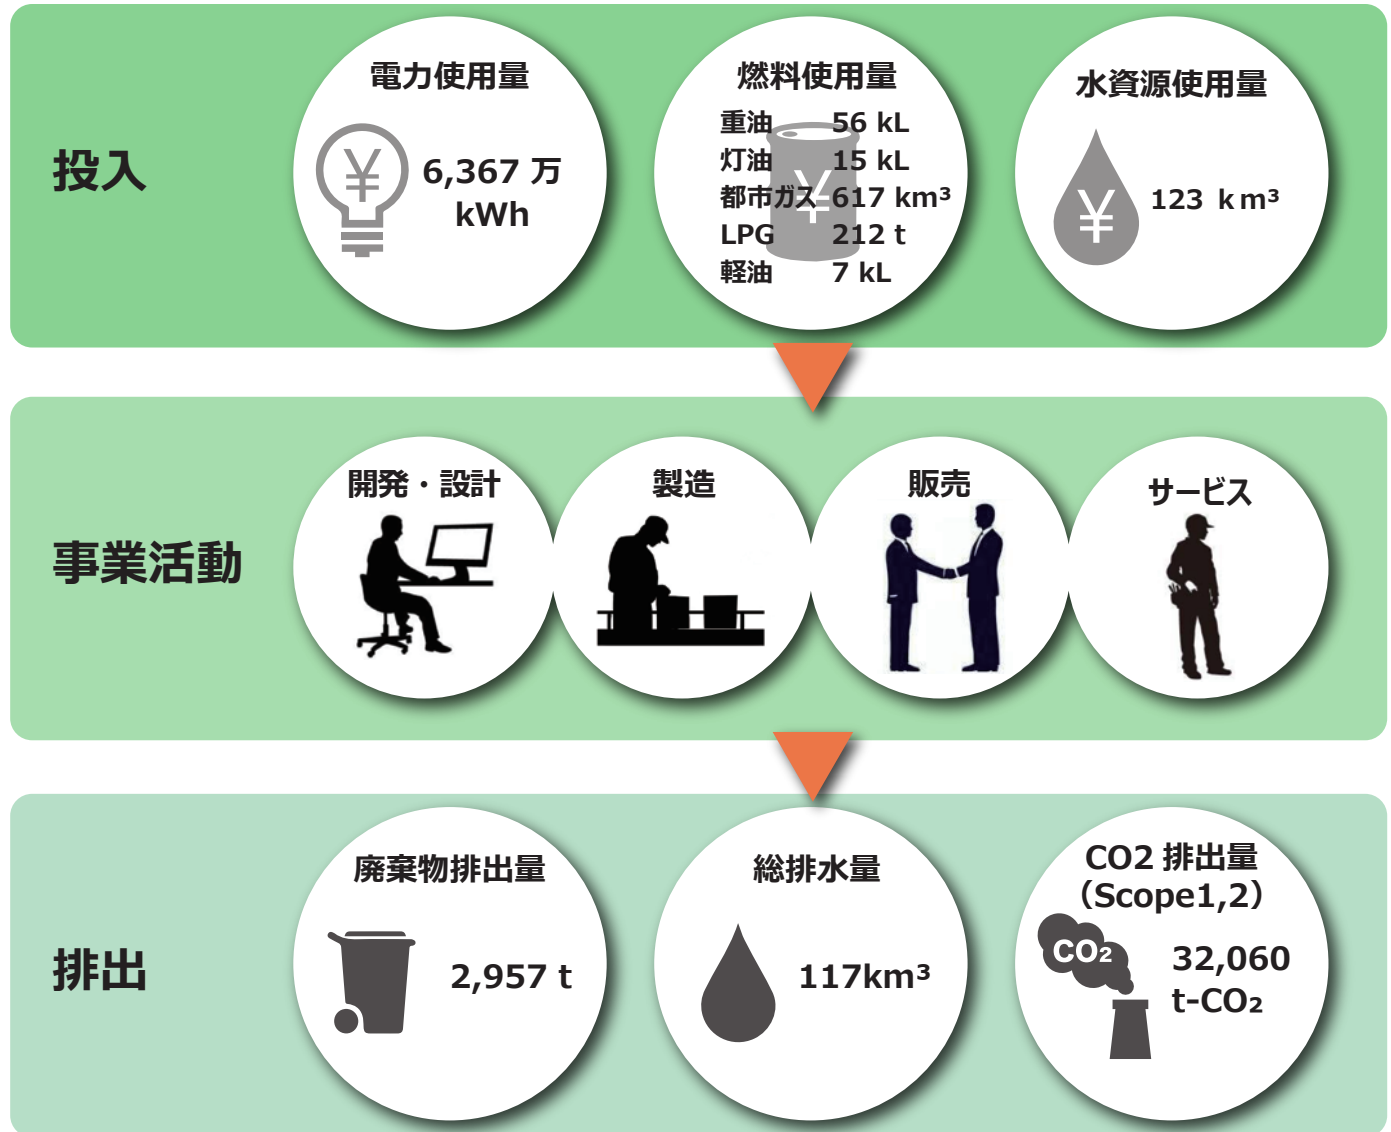 投入
電力使用量
¥
6,367 万
kWh
燃料使用量
¥
重油 56 kL
灯油 15 kL
都市ガス 617 km³
LPG 212 t
軽油 7 kL
水資源使用量
¥
123 km³
事業活動
開発・設計
製造
販売
サービス
排出
廃棄物排出量
2,957 t
総排水量
117km³
CO2 排出量
（Scope1,2）
CO₂
32,060
t-CO₂